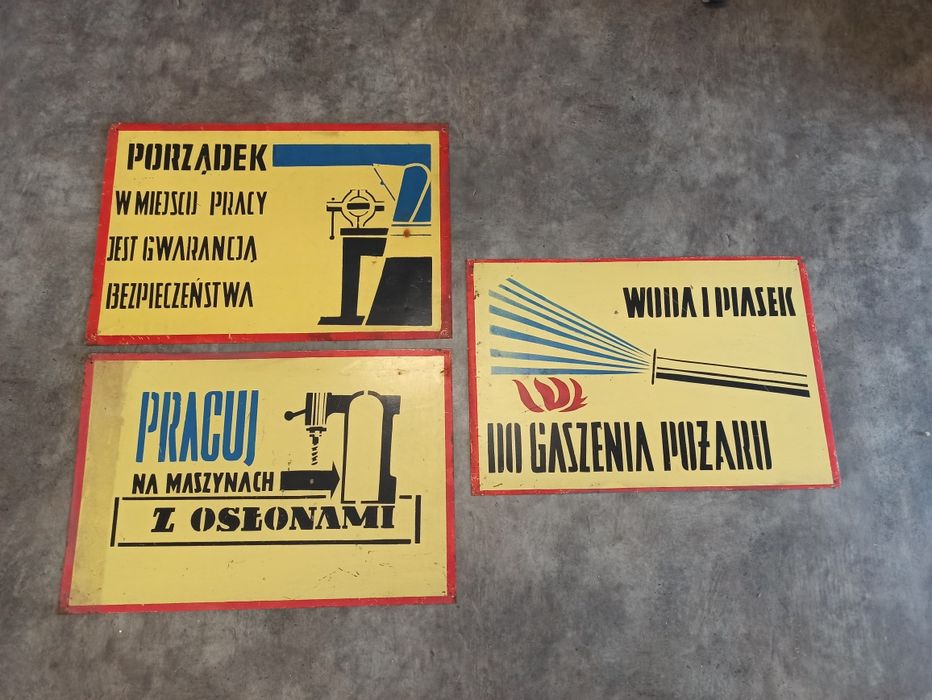 PORZĄDEK
W MIEJSCU PRACY
JEST GWARANCJĄ
BEZPIECZEŃSTWA
PRACUJ
NA MASZYNACH
Z OSŁONAMI
WODA I PIASEK
DO GASZENIA POŻARU